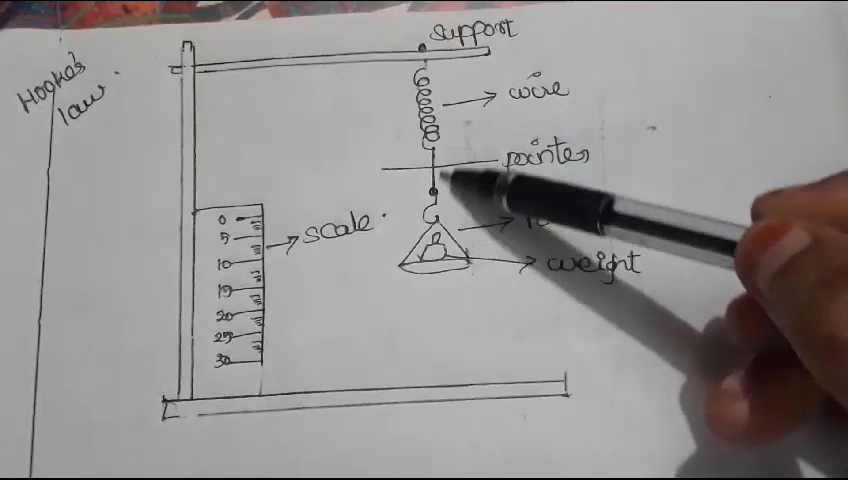 Hooke's
law.
support
wire
pointer
0
5
10
15
20
25
30
scale
weight